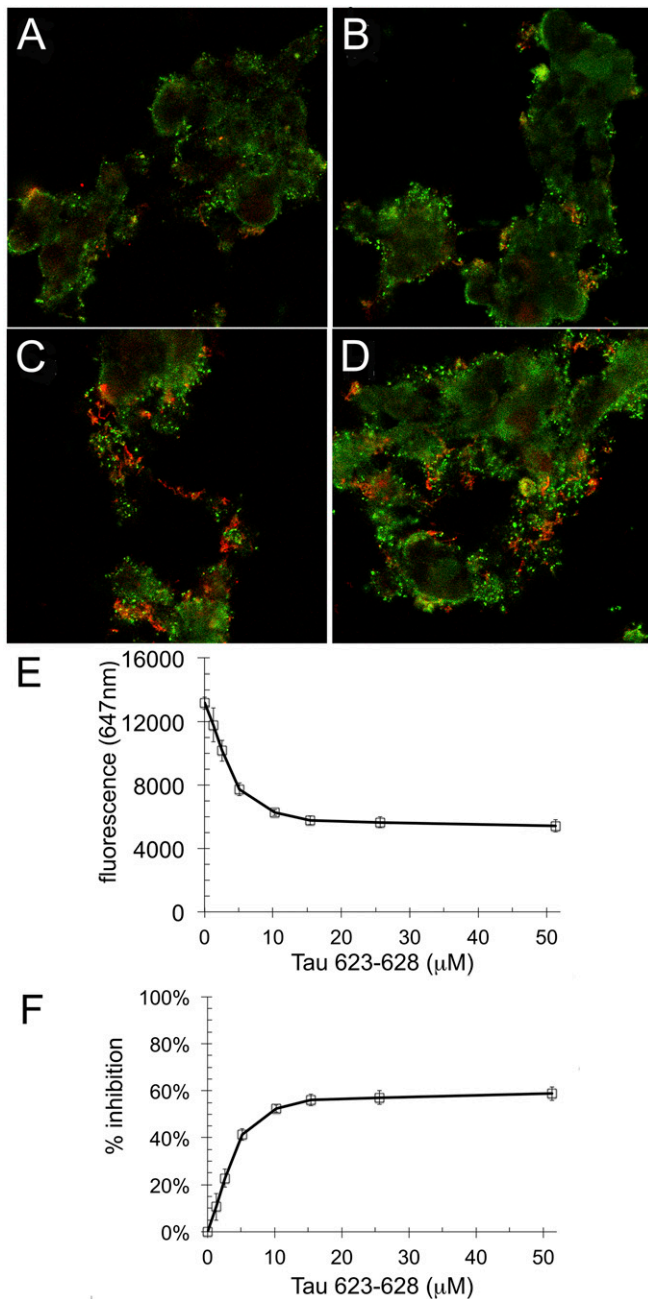 A
B
C
D
E
16000
12000
8000
4000
0
fluorescence (647nm)
0 10 20 30 40 50
Tau 623-628 (μM)
F
100%
80%
60%
40%
20%
0%
% inhibition
0 10 20 30 40 50
Tau 623-628 (μM)